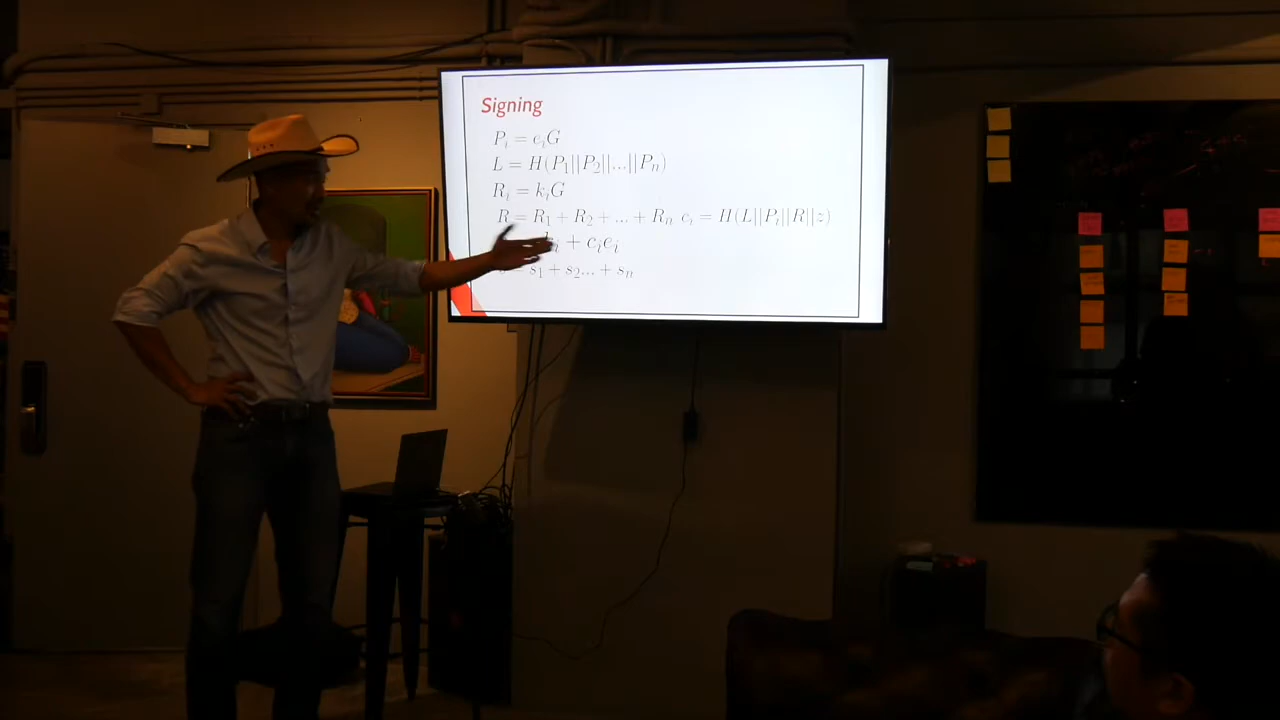 Signing
P_i = e_iG
L = H(P_1||P_2||...||P_n)
R_i = k_iG
R = R_1 + R_2 + ... + R_n c_i = H(L||P_i||R||z)
+ c_ie_i
= s_1 + s_2... + s_n